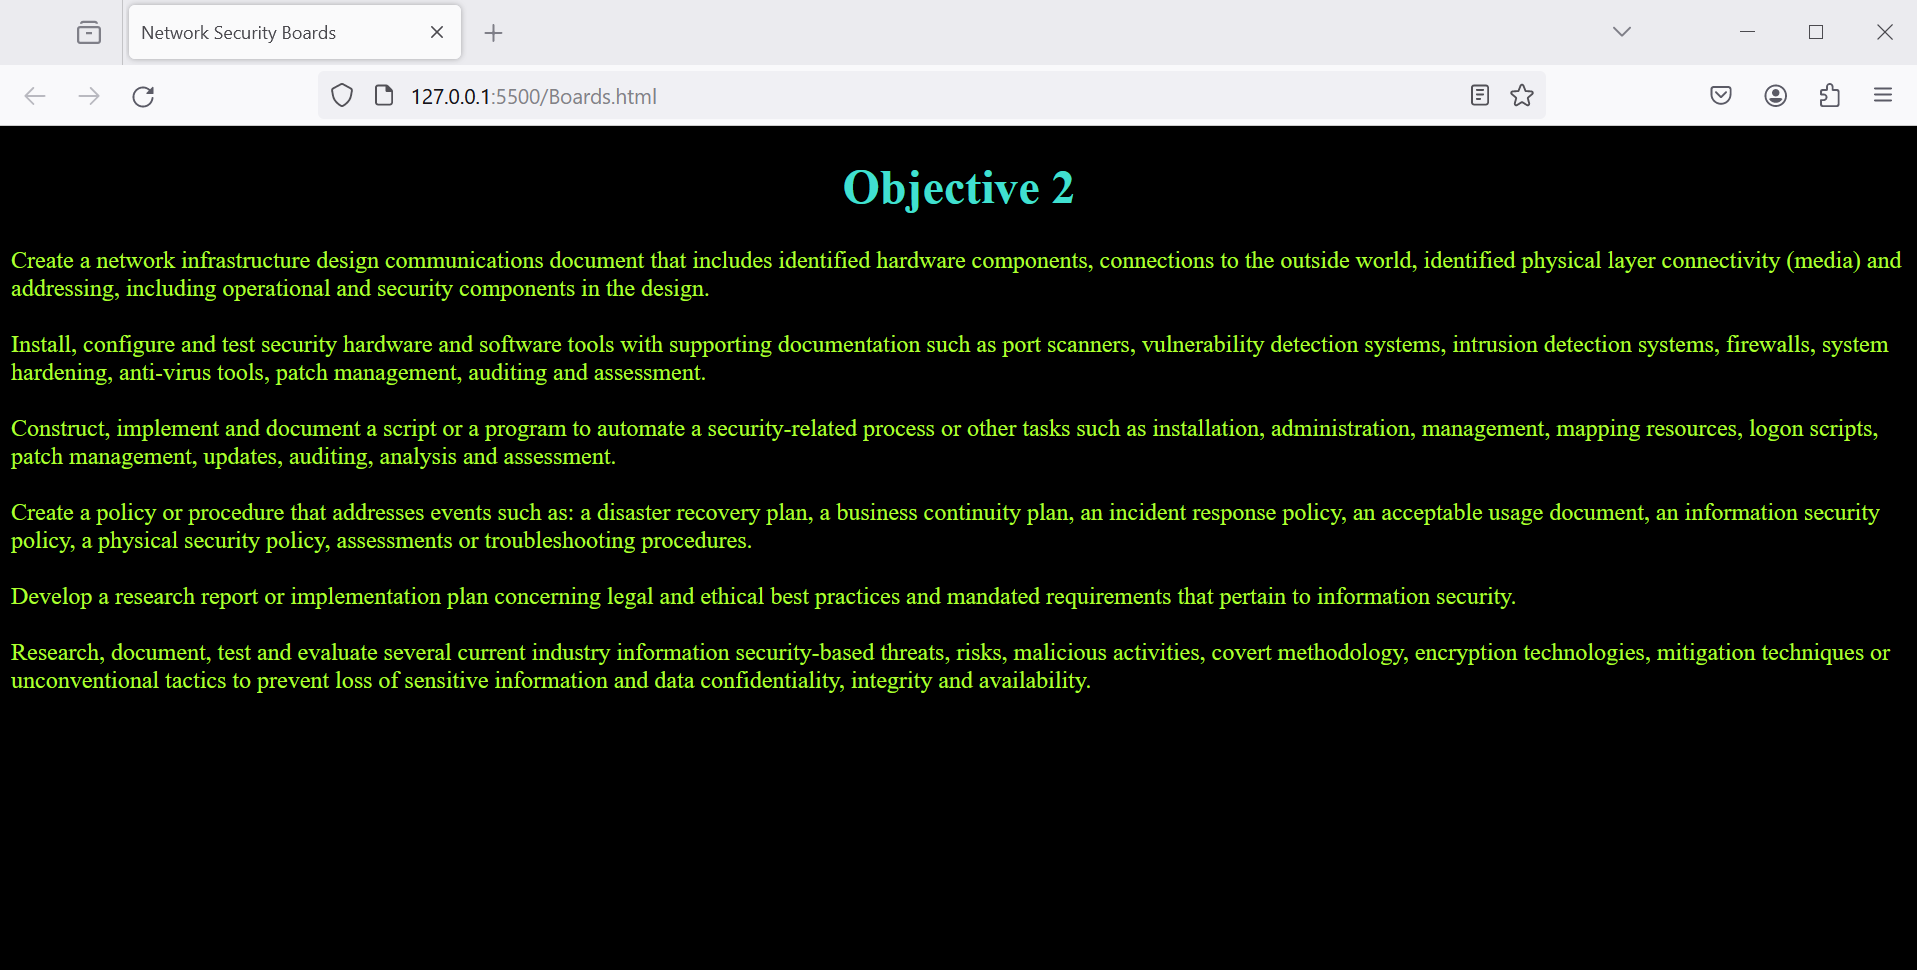 Network Security Boards
127.0.0.1:5500/Boards.html
Objective 2
Create a network infrastructure design communications document that includes identified hardware components, connections to the outside world, identified physical layer connectivity (media) and
addressing, including operational and security components in the design.
Install, configure and test security hardware and software tools with supporting documentation such as port scanners, vulnerability detection systems, intrusion detection systems, firewalls, system
hardening, anti-virus tools, patch management, auditing and assessment.
Construct, implement and document a script or a program to automate a security-related process or other tasks such as installation, administration, management, mapping resources, logon scripts,
patch management, updates, auditing, analysis and assessment.
Create a policy or procedure that addresses events such as: a disaster recovery plan, a business continuity plan, an incident response policy, an acceptable usage document, an information security
policy, a physical security policy, assessments or troubleshooting procedures.
Develop a research report or implementation plan concerning legal and ethical best practices and mandated requirements that pertain to information security.
Research, document, test and evaluate several current industry information security-based threats, risks, malicious activities, covert methodology, encryption technologies, mitigation techniques or
unconventional tactics to prevent loss of sensitive information and data confidentiality, integrity and availability.